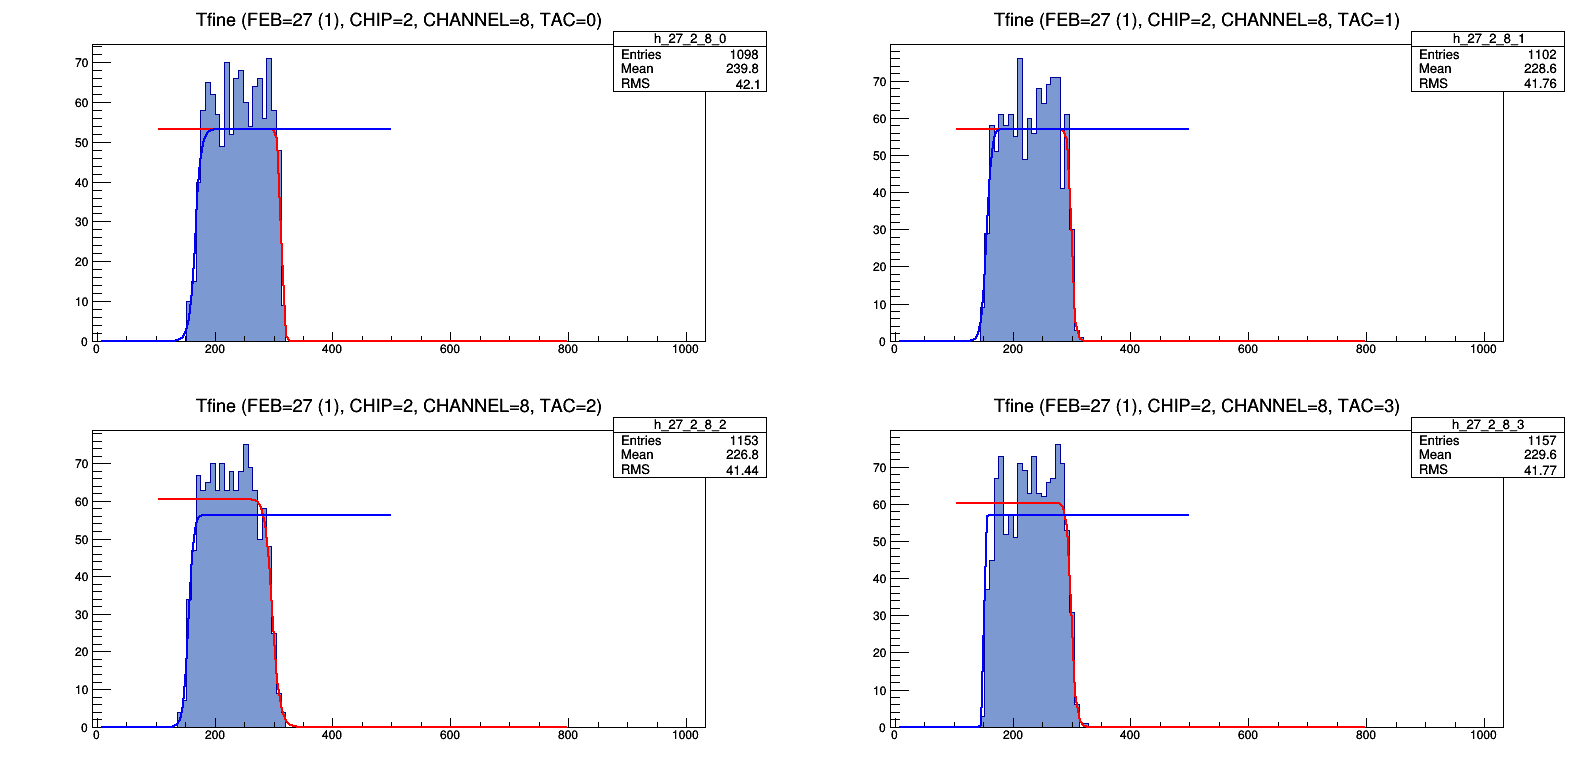 Tfine (FEB=27 (1), CHIP=2, CHANNEL=8, TAC=0)
h_27_2_8_0
Entries 1098
Mean 239.8
RMS 42.1
70
60
50
40
30
20
10
0
0 200 400 600 800 1000
Tfine (FEB=27 (1), CHIP=2, CHANNEL=8, TAC=1)
h_27_2_8_1
Entries 1102
Mean 228.6
RMS 41.76
70
60
50
40
30
20
10
0
0 200 400 600 800 1000
Tfine (FEB=27 (1), CHIP=2, CHANNEL=8, TAC=2)
h_27_2_8_2
Entries 1153
Mean 226.8
RMS 41.44
70
60
50
40
30
20
10
0
0 200 400 600 800 1000
Tfine (FEB=27 (1), CHIP=2, CHANNEL=8, TAC=3)
h_27_2_8_3
Entries 1157
Mean 229.6
RMS 41.77
70
60
50
40
30
20
10
0
0 200 400 600 800 1000